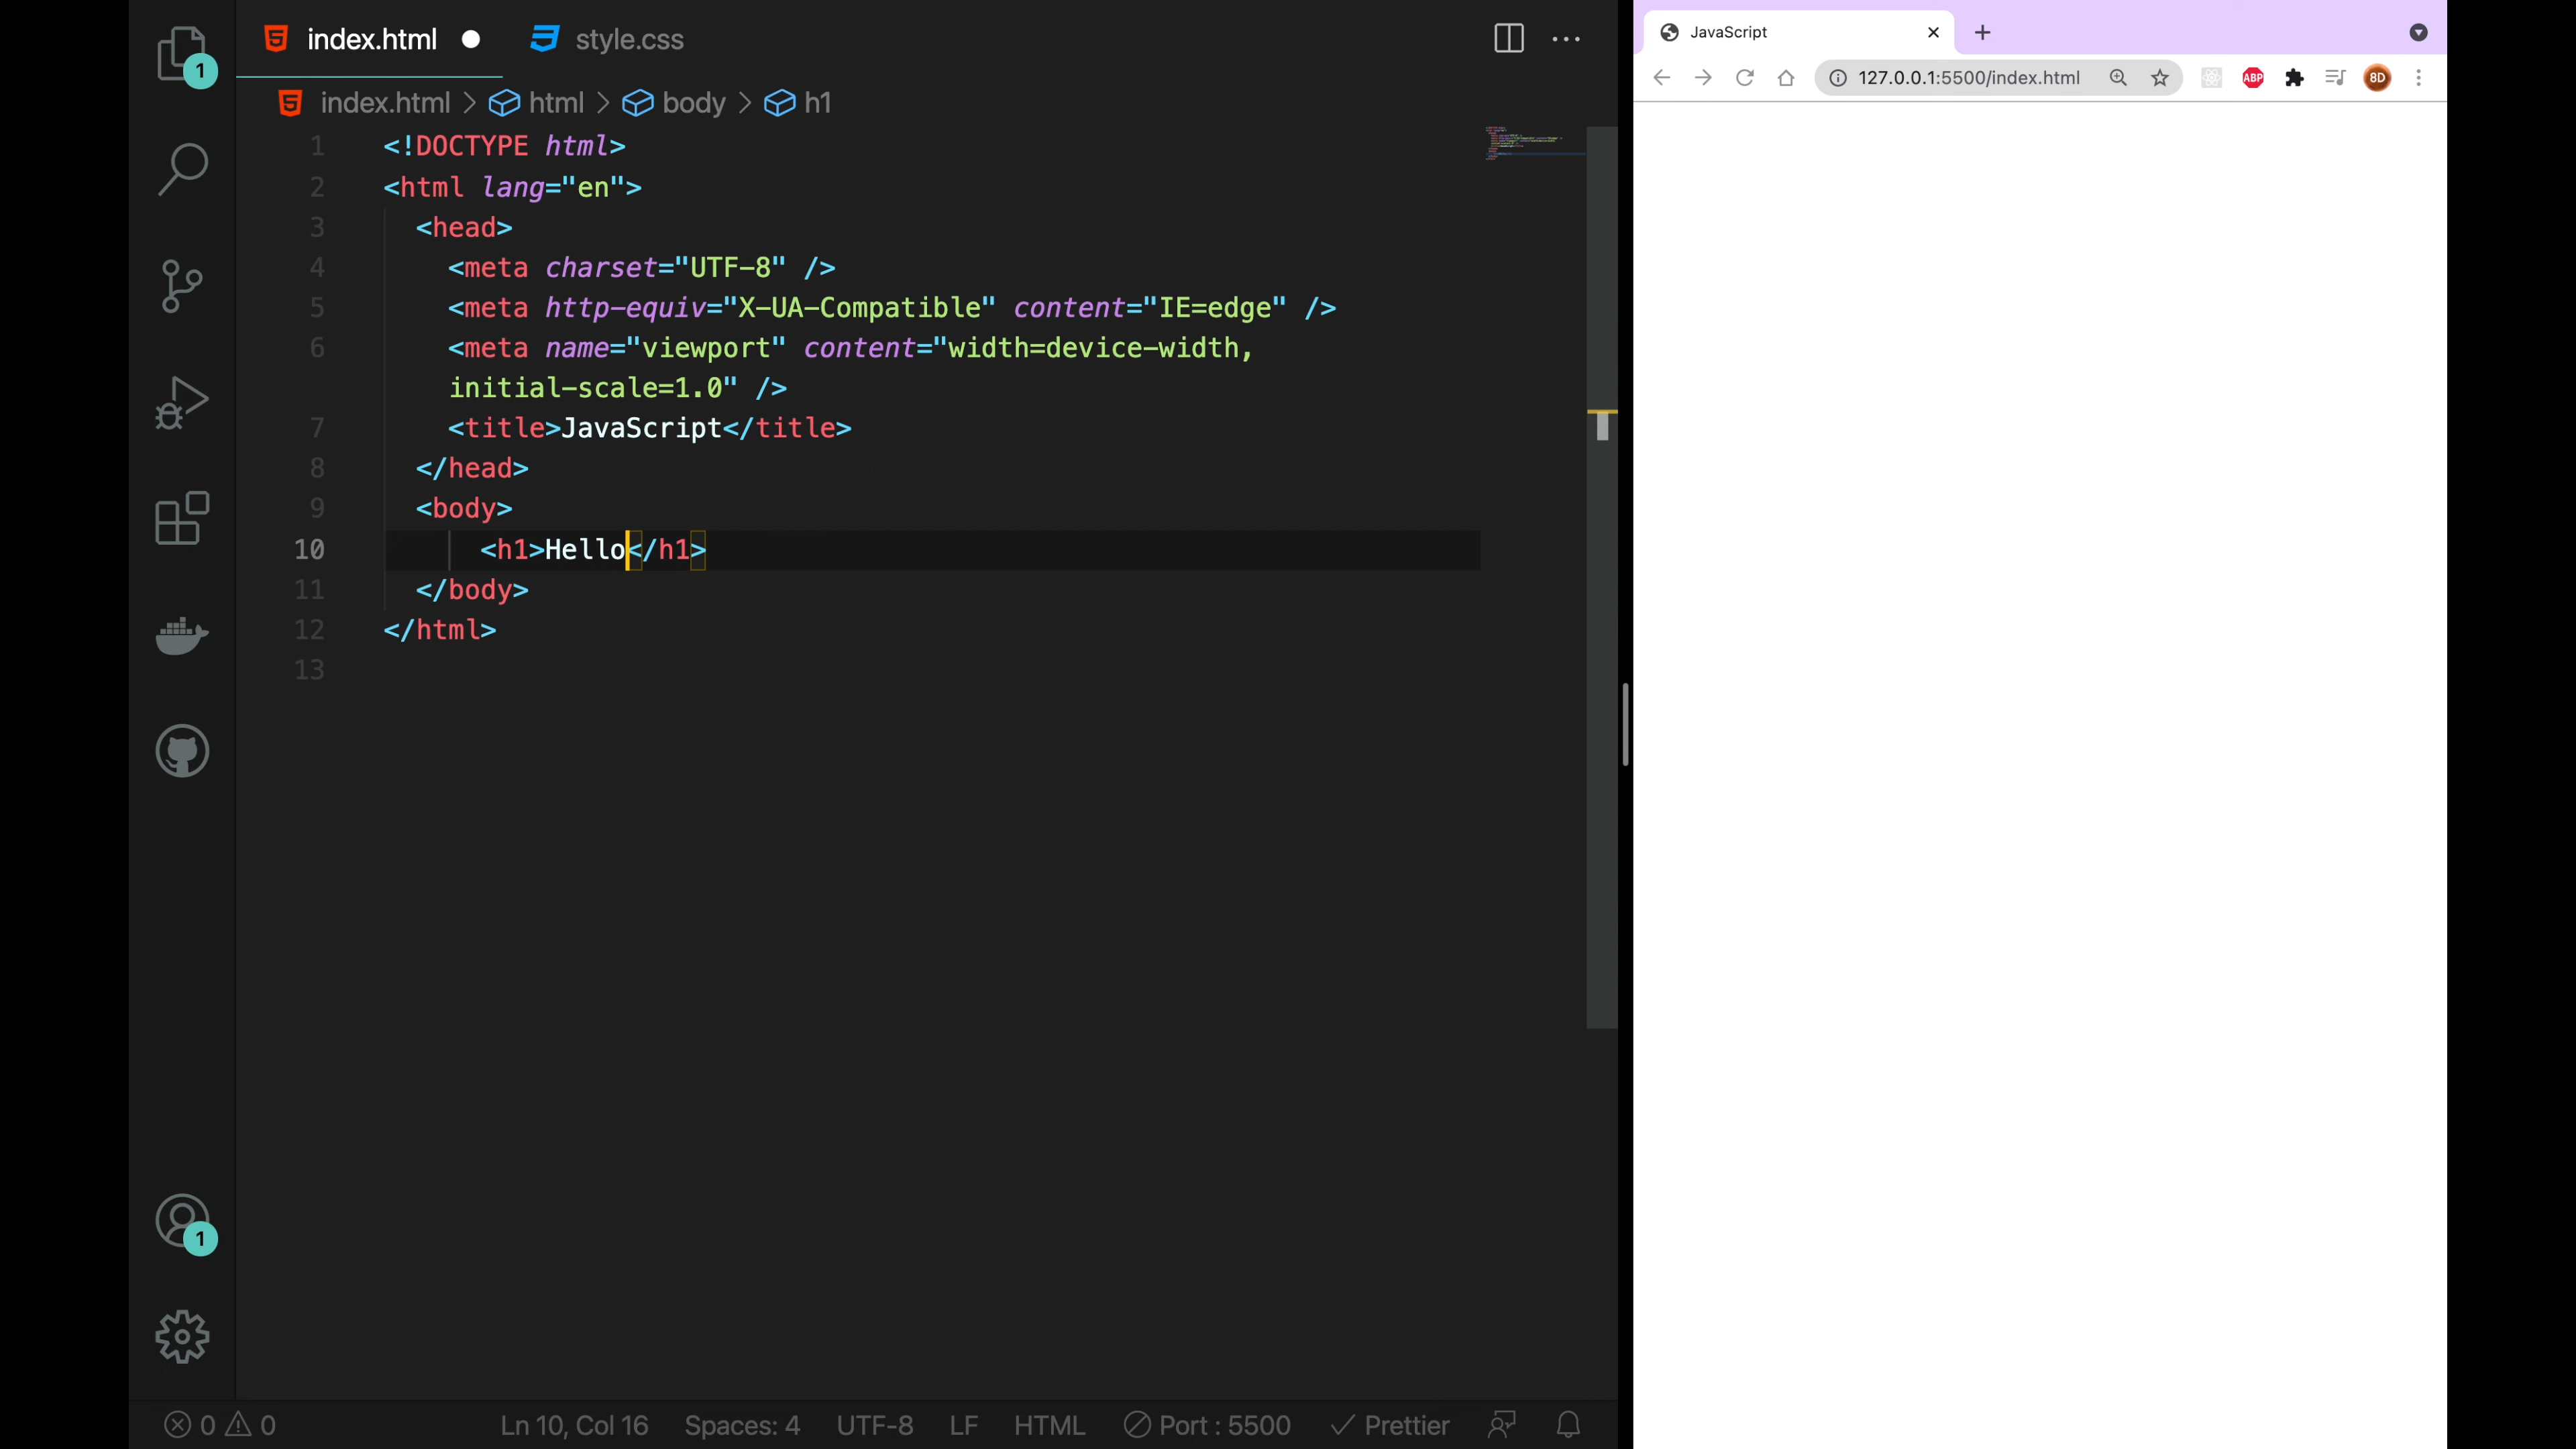 1
index.html
style.css
index.html > html > body > h1
1 <!DOCTYPE html>
2 <html lang="en">
3 <head>
4 <meta charset="UTF-8" />
5 <meta http-equiv="X-UA-Compatible" content="IE=edge" />
6 <meta name="viewport" content="width=device-width,
initial-scale=1.0" />
7 <title>JavaScript</title>
8 </head>
9 <body>
10 <h1>Hello</h1>
11 </body>
12 </html>
13
1
0 0
Ln 10, Col 16
Spaces: 4
UTF-8
LF
HTML
Port : 5500
Prettier
JavaScript
127.0.0.1:5500/index.html
ABP
8D